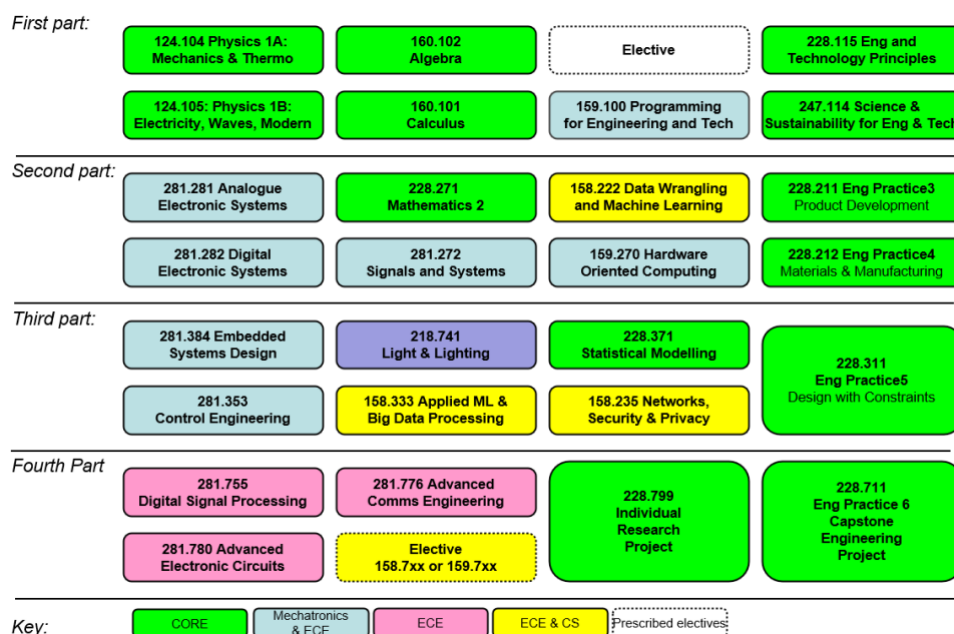 First part:
124.104 Physics 1A:
Mechanics & Thermo
160.102
Algebra
Elective
228.115 Eng and
Technology Principles
124.105: Physics 1B:
Electricity, Waves, Modern
160.101
Calculus
159.100 Programming
for Engineering and Tech
247.114 Science &
Sustainability for Eng & Tech
Second part:
281.281 Analogue
Electronic Systems
228.271
Mathematics 2
158.222 Data Wrangling
and Machine Learning
228.211 Eng Practice3
Product Development
281.282 Digital
Electronic Systems
281.272
Signals and Systems
159.270 Hardware
Oriented Computing
228.212 Eng Practice4
Materials & Manufacturing
Third part:
281.384 Embedded
Systems Design
218.741
Light & Lighting
228.371
Statistical Modelling
228.311
Eng Practice5
Design with Constraints
281.353
Control Engineering
158.333 Applied ML &
Big Data Processing
158.235 Networks,
Security & Privacy
Fourth Part
281.755
Digital Signal Processing
281.776 Advanced
Comms Engineering
228.799
Individual
Research
Project
228.711
Eng Practice 6
Capstone
Engineering
Project
281.780 Advanced
Electronic Circuits
Elective
158.7xx or 159.7xx
Key:
CORE
Mechatronics
& ECE
ECE
ECE & CS
Prescribed electives